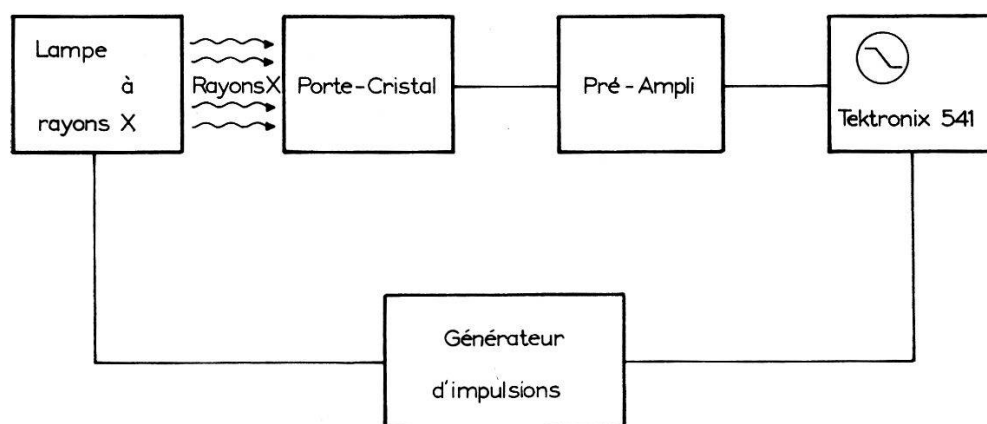 Lampe
à
rayons X
RayonsX
Porte-Cristal
Pré-Ampli
Tektronix 541
Générateur
d'impulsions